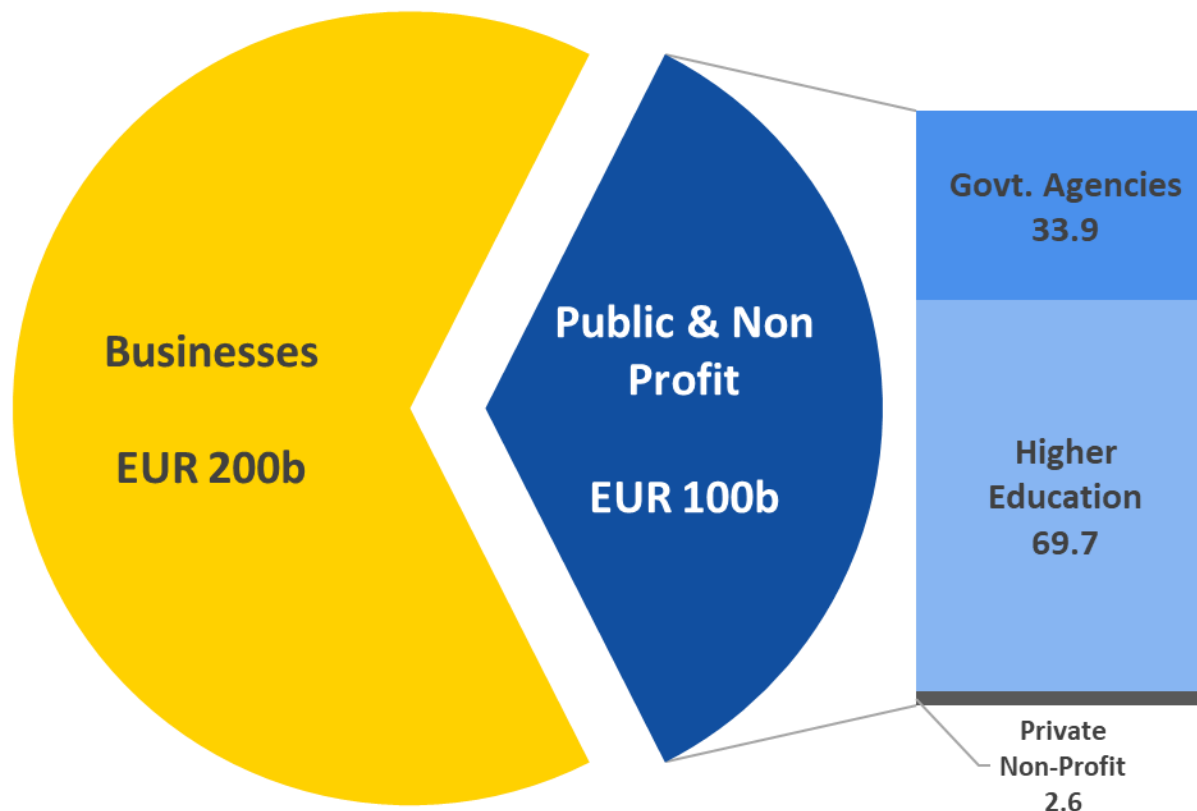 Businesses
EUR 200b
Public & Non
Profit
EUR 100b
Govt. Agencies
33.9
Higher
Education
69.7
Private
Non-Profit
2.6